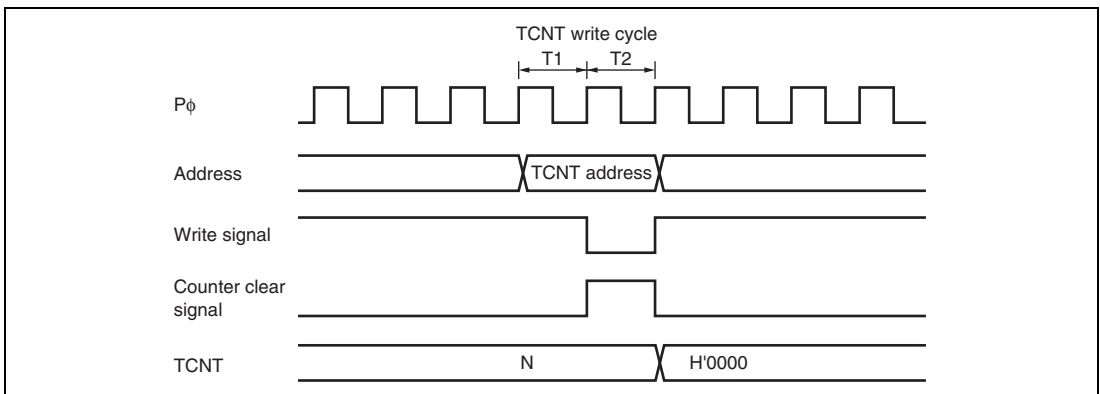 TCNT write cycle
T1 T2
Pϕ
Address
TCNT address
Write signal
Counter clear
signal
TCNT
N
H'0000